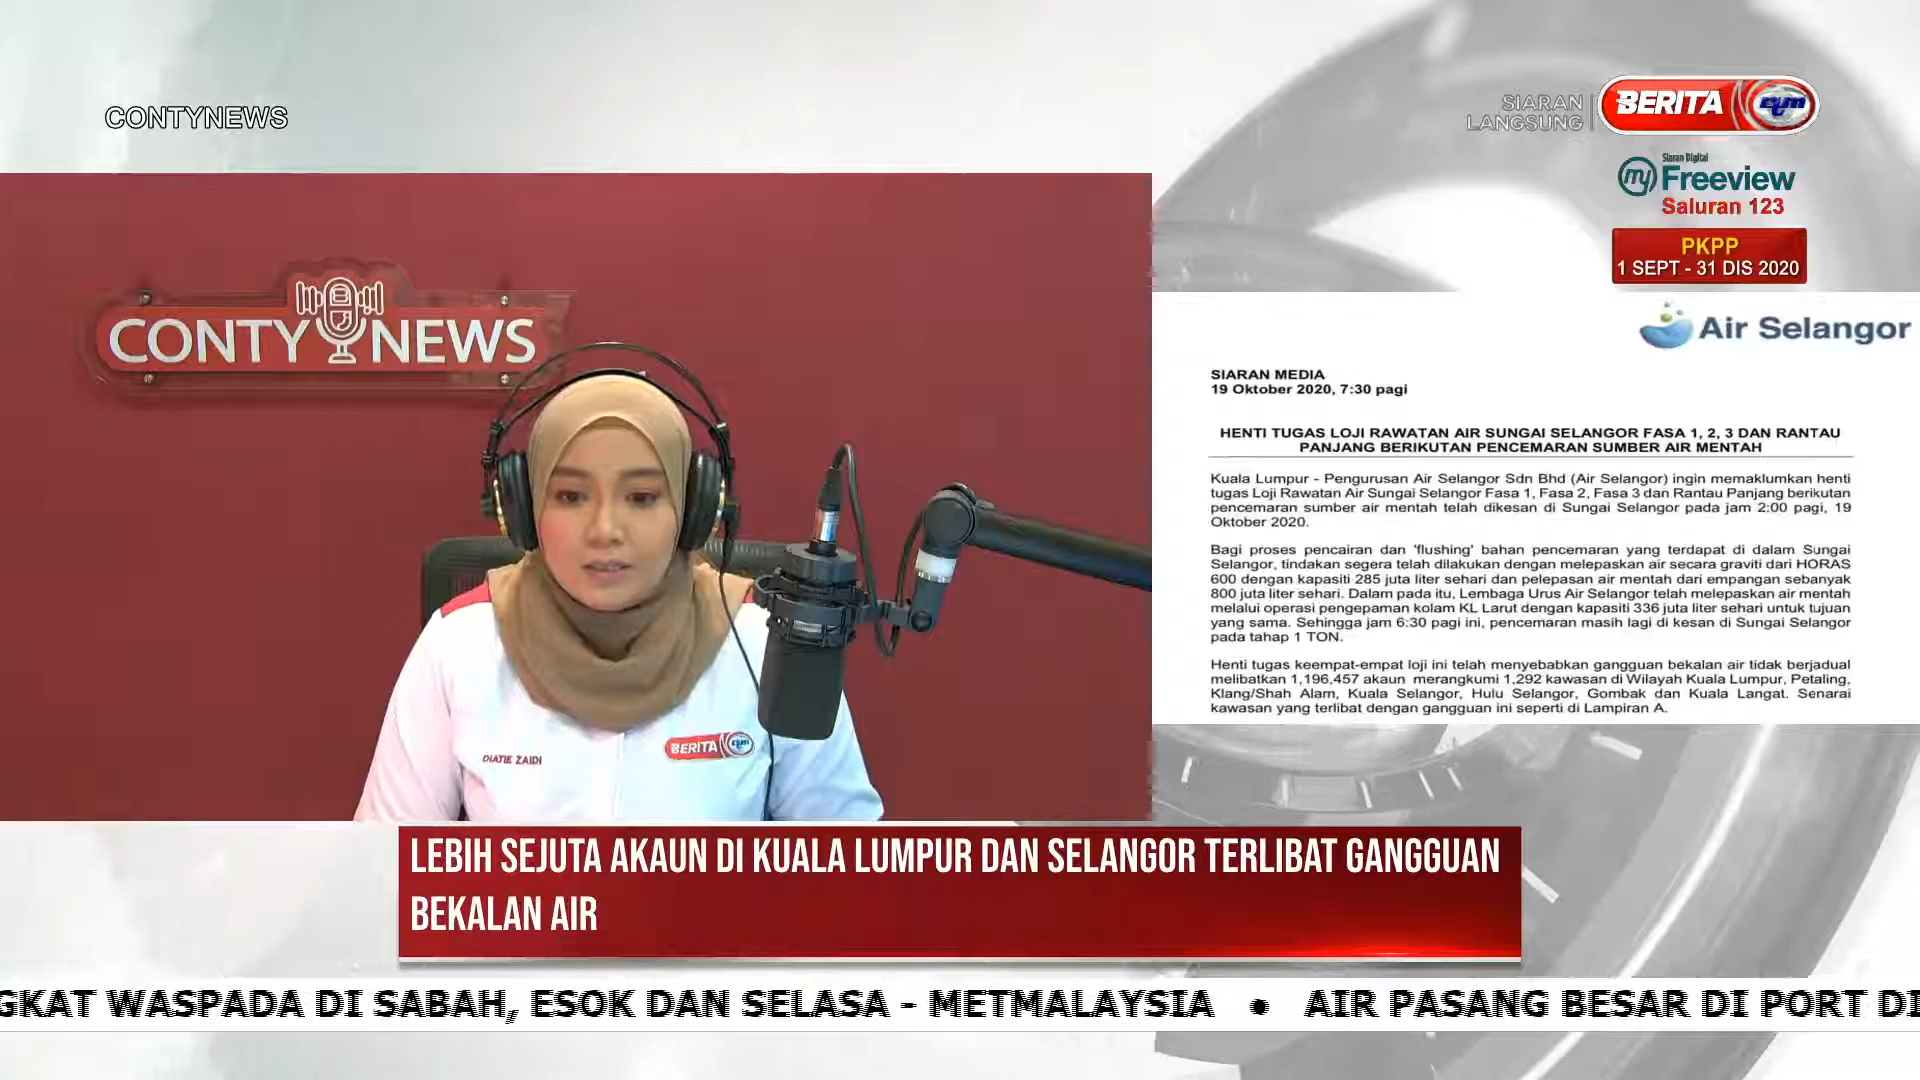 CONTYNEWS
SIARAN
LANGSUNG
BERITA rtm
Siaran Digital
my Freeview
Saluran 123
PKPP
1 SEPT - 31 DIS 2020
CONTY NEWS
Air Selangor
SIARAN MEDIA
19 Oktober 2020, 7:30 pagi
HENTI TUGAS LOJI RAWATAN AIR SUNGAI SELANGOR FASA 1, 2, 3 DAN RANTAU
PANJANG BERIKUTAN PENCEMARAN SUMBER AIR MENTAH
Kuala Lumpur - Pengurusan Air Selangor Sdn Bhd (Air Selangor) ingin memaklumkan henti
tugas Loji Rawatan Air Sungai Selangor Fasa 1, Fasa 2, Fasa 3 dan Rantau Panjang berikutan
pencemaran sumber air mentah telah dikesan di Sungai Selangor pada jam 2:00 pagi, 19
Oktober 2020.
Bagi proses pencairan dan 'flushing' bahan pencemaran yang terdapat di dalam Sungai
Selangor, tindakan segera telah dilakukan dengan melepaskan air secara graviti dari HORAS
600 dengan kapasiti 285 juta liter sehari dan pelepasan air mentah dari empangan sebanyak
800 juta liter sehari. Dalam pada itu, Lembaga Urus Air Selangor telah melepaskan air mentah
melalui operasi pengepaman kolam KL Larut dengan kapasiti 336 juta liter sehari untuk tujuan
yang sama. Sehingga jam 6:30 pagi ini, pencemaran masih lagi di kesan di Sungai Selangor
pada tahap 1 TON.
Henti tugas keempat-empat loji ini telah menyebabkan gangguan bekalan air tidak berjadual
melibatkan 1,196,457 akaun merangkumi 1,292 kawasan di Wilayah Kuala Lumpur, Petaling,
Klang/Shah Alam, Kuala Selangor, Hulu Selangor, Gombak dan Kuala Langat. Senarai
kawasan yang terlibat dengan gangguan ini seperti di Lampiran A.
DIATIE ZAIDI
BERITA rtm
LEBIH SEJUTA AKAUN DI KUALA LUMPUR DAN SELANGOR TERLIBAT GANGGUAN
BEKALAN AIR
GKAT WASPADA DI SABAH, ESOK DAN SELASA - METMALAYSIA • AIR PASANG BESAR DI PORT DI